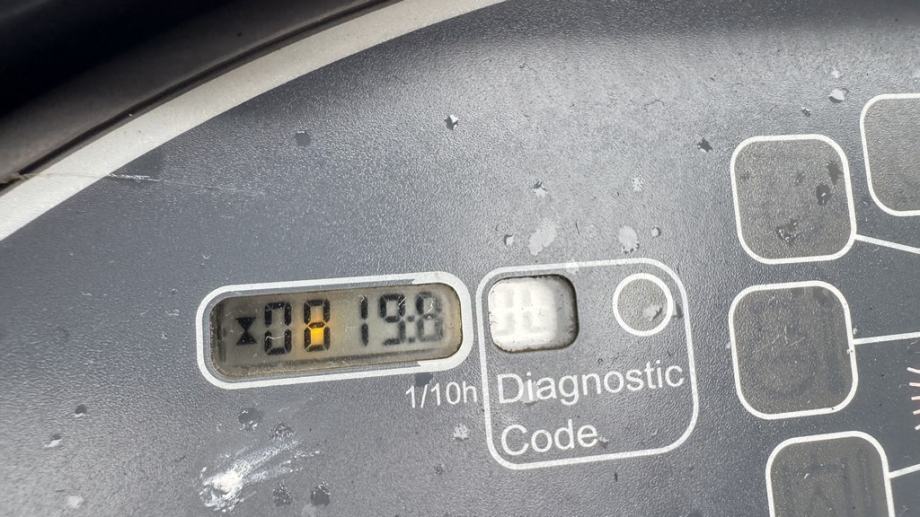 0819.8
1/10h
Diagnostic
Code